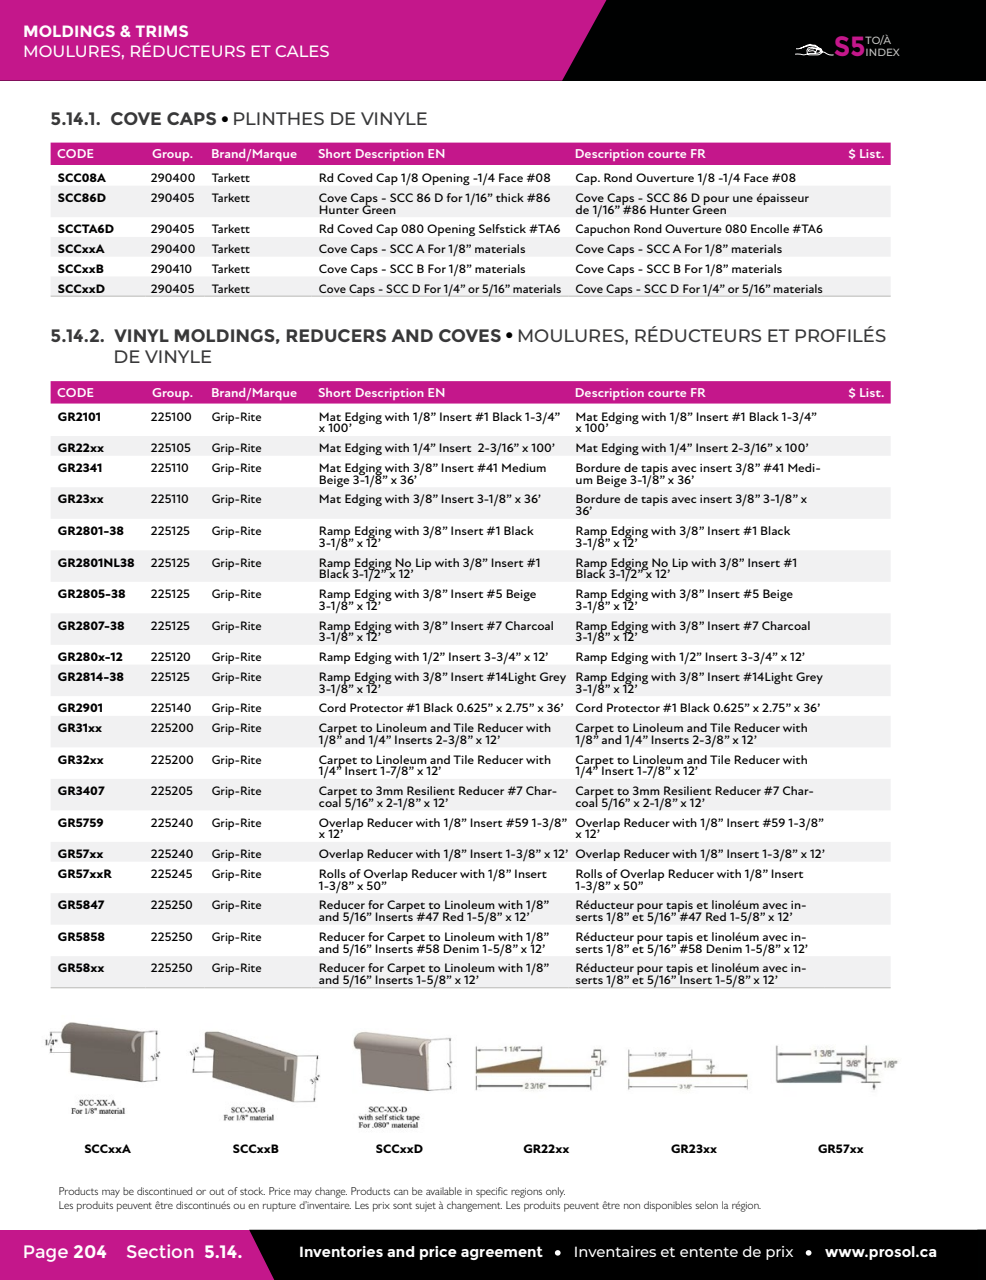 MOLDINGS & TRIMS
MOULURES, RÉDUCTEURS ET CALES
S5 TO/À INDEX
5.14.1. COVE CAPS • PLINTHES DE VINYLE
CODE Group. Brand/Marque Short Description EN Description courte FR $ List.
SCC08A 290400 Tarkett Rd Coved Cap 1/8 Opening -1/4 Face #08 Cap. Rond Ouverture 1/8 -1/4 Face #08
SCC86D 290405 Tarkett Cove Caps - SCC 86 D for 1/16” thick #86 Cove Caps - SCC 86 D pour une épaisseur
Hunter Green de 1/16” #86 Hunter Green
SCCTA6D 290405 Tarkett Rd Coved Cap 080 Opening Selfstick #TA6 Capuchon Rond Ouverture 080 Encolle #TA6
SCCxxA 290400 Tarkett Cove Caps - SCC A For 1/8” materials Cove Caps - SCC A For 1/8” materials
SCCxxB 290410 Tarkett Cove Caps - SCC B For 1/8” materials Cove Caps - SCC B For 1/8” materials
SCCxxD 290405 Tarkett Cove Caps - SCC D For 1/4” or 5/16” materials Cove Caps - SCC D For 1/4” or 5/16” materials
5.14.2. VINYL MOLDINGS, REDUCERS AND COVES • MOULURES, RÉDUCTEURS ET PROFILÉS
DE VINYLE
CODE Group. Brand/Marque Short Description EN Description courte FR $ List.
GR2101 225100 Grip-Rite Mat Edging with 1/8” Insert #1 Black 1-3/4” Mat Edging with 1/8” Insert #1 Black 1-3/4”
x 100’ x 100’
GR22xx 225105 Grip-Rite Mat Edging with 1/4” Insert 2-3/16” x 100’ Mat Edging with 1/4” Insert 2-3/16” x 100’
GR2341 225110 Grip-Rite Mat Edging with 3/8” Insert #41 Medium Bordure de tapis avec insert 3/8” #41 Medi-
Beige 3-1/8” x 36’ um Beige 3-1/8” x 36’
GR23xx 225110 Grip-Rite Mat Edging with 3/8” Insert 3-1/8” x 36’ Bordure de tapis avec insert 3/8” 3-1/8” x
36’
GR2801-38 225125 Grip-Rite Ramp Edging with 3/8” Insert #1 Black Ramp Edging with 3/8” Insert #1 Black
3-1/8” x 12’ 3-1/8” x 12’
GR2801NL38 225125 Grip-Rite Ramp Edging No Lip with 3/8” Insert #1 Ramp Edging No Lip with 3/8” Insert #1
Black 3-1/2” x 12’ Black 3-1/2” x 12’
GR2805-38 225125 Grip-Rite Ramp Edging with 3/8” Insert #5 Beige Ramp Edging with 3/8” Insert #5 Beige
3-1/8” x 12’ 3-1/8” x 12’
GR2807-38 225125 Grip-Rite Ramp Edging with 3/8” Insert #7 Charcoal Ramp Edging with 3/8” Insert #7 Charcoal
3-1/8” x 12’ 3-1/8” x 12’
GR280x-12 225120 Grip-Rite Ramp Edging with 1/2” Insert 3-3/4” x 12’ Ramp Edging with 1/2” Insert 3-3/4” x 12’
GR2814-38 225125 Grip-Rite Ramp Edging with 3/8” Insert #14Light Grey Ramp Edging with 3/8” Insert #14Light Grey
3-1/8” x 12’ 3-1/8” x 12’
GR2901 225140 Grip-Rite Cord Protector #1 Black 0.625” x 2.75” x 36’ Cord Protector #1 Black 0.625” x 2.75” x 36’
GR31xx 225200 Grip-Rite Carpet to Linoleum and Tile Reducer with Carpet to Linoleum and Tile Reducer with
1/8” and 1/4” Inserts 2-3/8” x 12’ 1/8” and 1/4” Inserts 2-3/8” x 12’
GR32xx 225200 Grip-Rite Carpet to Linoleum and Tile Reducer with Carpet to Linoleum and Tile Reducer with
1/4” Insert 1-7/8” x 12’ 1/4” Insert 1-7/8” x 12’
GR3407 225205 Grip-Rite Carpet to 3mm Resilient Reducer #7 Char- Carpet to 3mm Resilient Reducer #7 Char-
coal 5/16” x 2-1/8” x 12’ coal 5/16” x 2-1/8” x 12’
GR5759 225240 Grip-Rite Overlap Reducer with 1/8” Insert #59 1-3/8” Overlap Reducer with 1/8” Insert #59 1-3/8”
x 12’ x 12’
GR57xx 225240 Grip-Rite Overlap Reducer with 1/8” Insert 1-3/8” x 12’ Overlap Reducer with 1/8” Insert 1-3/8” x 12’
GR57xxR 225245 Grip-Rite Rolls of Overlap Reducer with 1/8” Insert Rolls of Overlap Reducer with 1/8” Insert
1-3/8” x 50” 1-3/8” x 50”
GR5847 225250 Grip-Rite Reducer for Carpet to Linoleum with 1/8” Réducteur pour tapis et linoléum avec in-
and 5/16” Inserts #47 Red 1-5/8” x 12’ serts 1/8” et 5/16” #47 Red 1-5/8” x 12’
GR5858 225250 Grip-Rite Reducer for Carpet to Linoleum with 1/8” Réducteur pour tapis et linoléum avec in-
and 5/16” Inserts #58 Denim 1-5/8” x 12’ serts 1/8” et 5/16” #58 Denim 1-5/8” x 12’
GR58xx 225250 Grip-Rite Reducer for Carpet to Linoleum with 1/8” Réducteur pour tapis et linoléum avec in-
and 5/16” Inserts 1-5/8” x 12’ serts 1/8” et 5/16” Insert 1-5/8” x 12’
1/4" 3/4" 1/4" 3/4" 1" 1 1/4" 1/4" 2 3/16" 1 5/8" 3/8" 3 1/8" 1 3/8" 3/8" 1/8"
SCC-XX-A SCC-XX-B SCC-XX-D
For 1/8" material For 1/8" material with self stick tape
For .080" material
SCCxxA SCCxxB SCCxxD GR22xx GR23xx GR57xx
Products may be discontinued or out of stock. Price may change. Products can be available in specific regions only.
Les produits peuvent être discontinués ou en rupture d’inventaire. Les prix sont sujet à changement. Les produits peuvent être non disponibles selon la région.
Page 204 Section 5.14. Inventories and price agreement • Inventaires et entente de prix • www.prosol.ca